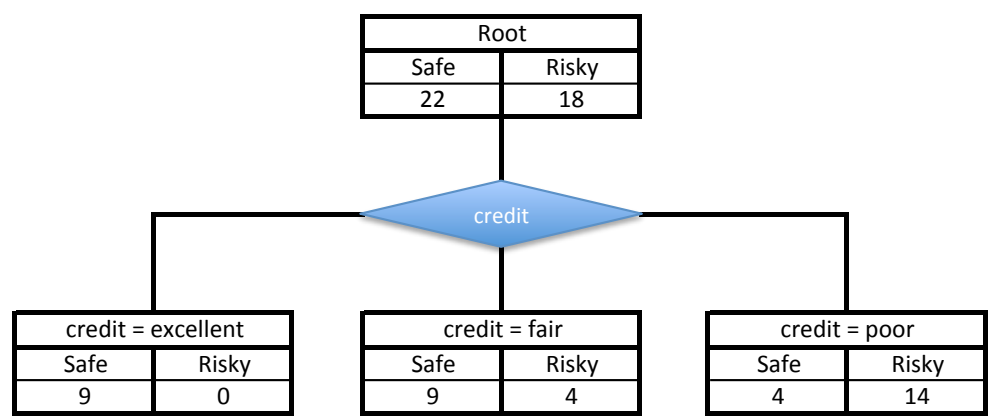 Root
Safe Risky
22 18
credit
credit = excellent
Safe Risky
9 0
credit = fair
Safe Risky
9 4
credit = poor
Safe Risky
4 14